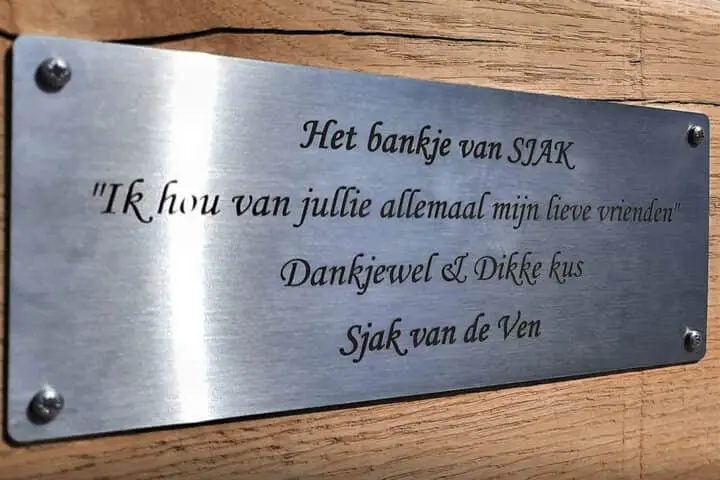 Het bankje van SJAK
"Ik hou van jullie allemaal mijn lieve vrienden"
Dankjewel & Dikke kus
Sjak van de Ven